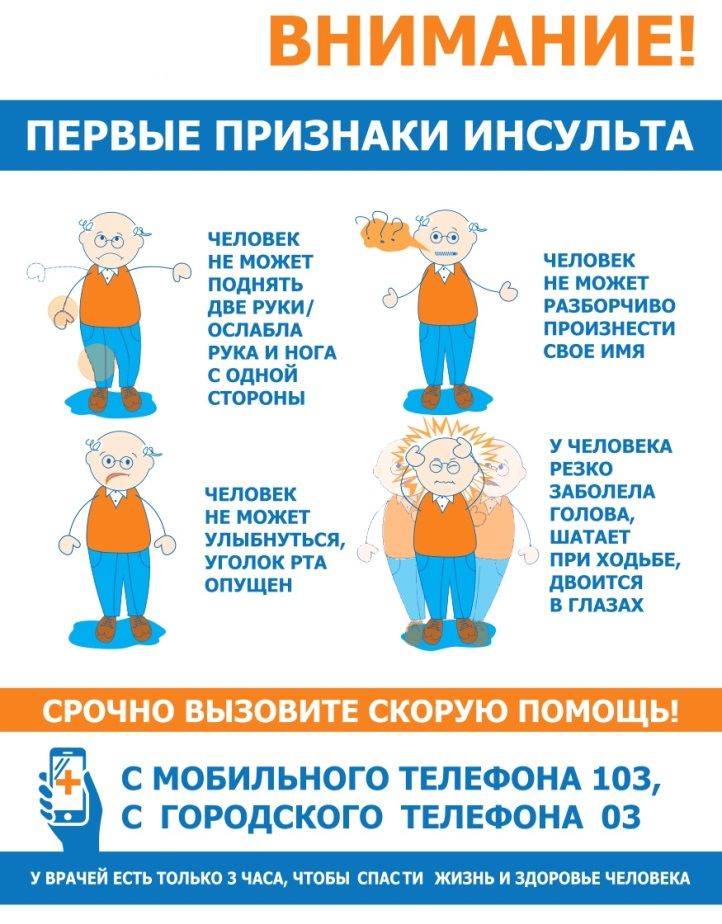 ВНИМАНИЕ!
ПЕРВЫЕ ПРИЗНАКИ ИНСУЛЬТА
ЧЕЛОВЕК
НЕ МОЖЕТ
ПОДНЯТЬ
ДВЕ РУКИ/
ОСЛАБЛА
РУКА И НОГА
С ОДНОЙ
СТОРОНЫ
???
ЧЕЛОВЕК
НЕ МОЖЕТ
РАЗБОРЧИВО
ПРОИЗНЕСТИ
СВОЕ ИМЯ
ЧЕЛОВЕК
НЕ МОЖЕТ
УЛЫБНУТЬСЯ,
УГОЛОК РТА
ОПУЩЕН
У ЧЕЛОВЕКА
РЕЗКО
ЗАБОЛЕЛА
ГОЛОВА,
ШАТАЕТ
ПРИ ХОДЬБЕ,
ДВОИТСЯ
В ГЛАЗАХ
СРОЧНО ВЫЗОВИТЕ СКОРУЮ ПОМОЩЬ!
С МОБИЛЬНОГО ТЕЛЕФОНА 103,
С ГОРОДСКОГО ТЕЛЕФОНА 03
У ВРАЧЕЙ ЕСТЬ ТОЛЬКО 3 ЧАСА, ЧТОБЫ СПАСТИ ЖИЗНЬ И ЗДОРОВЬЕ ЧЕЛОВЕКА